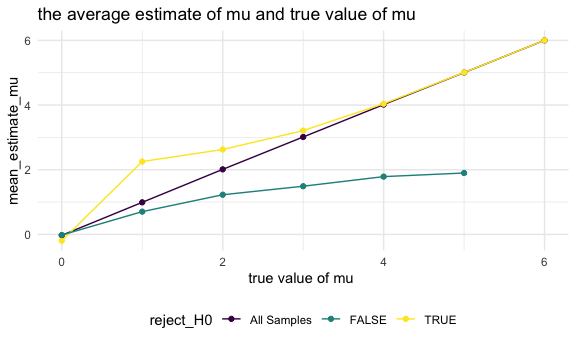 the average estimate of mu and true value of mu
6
4
2
0
mean_estimate_mu
0 2 4 6
true value of mu
reject_H0 All Samples FALSE TRUE